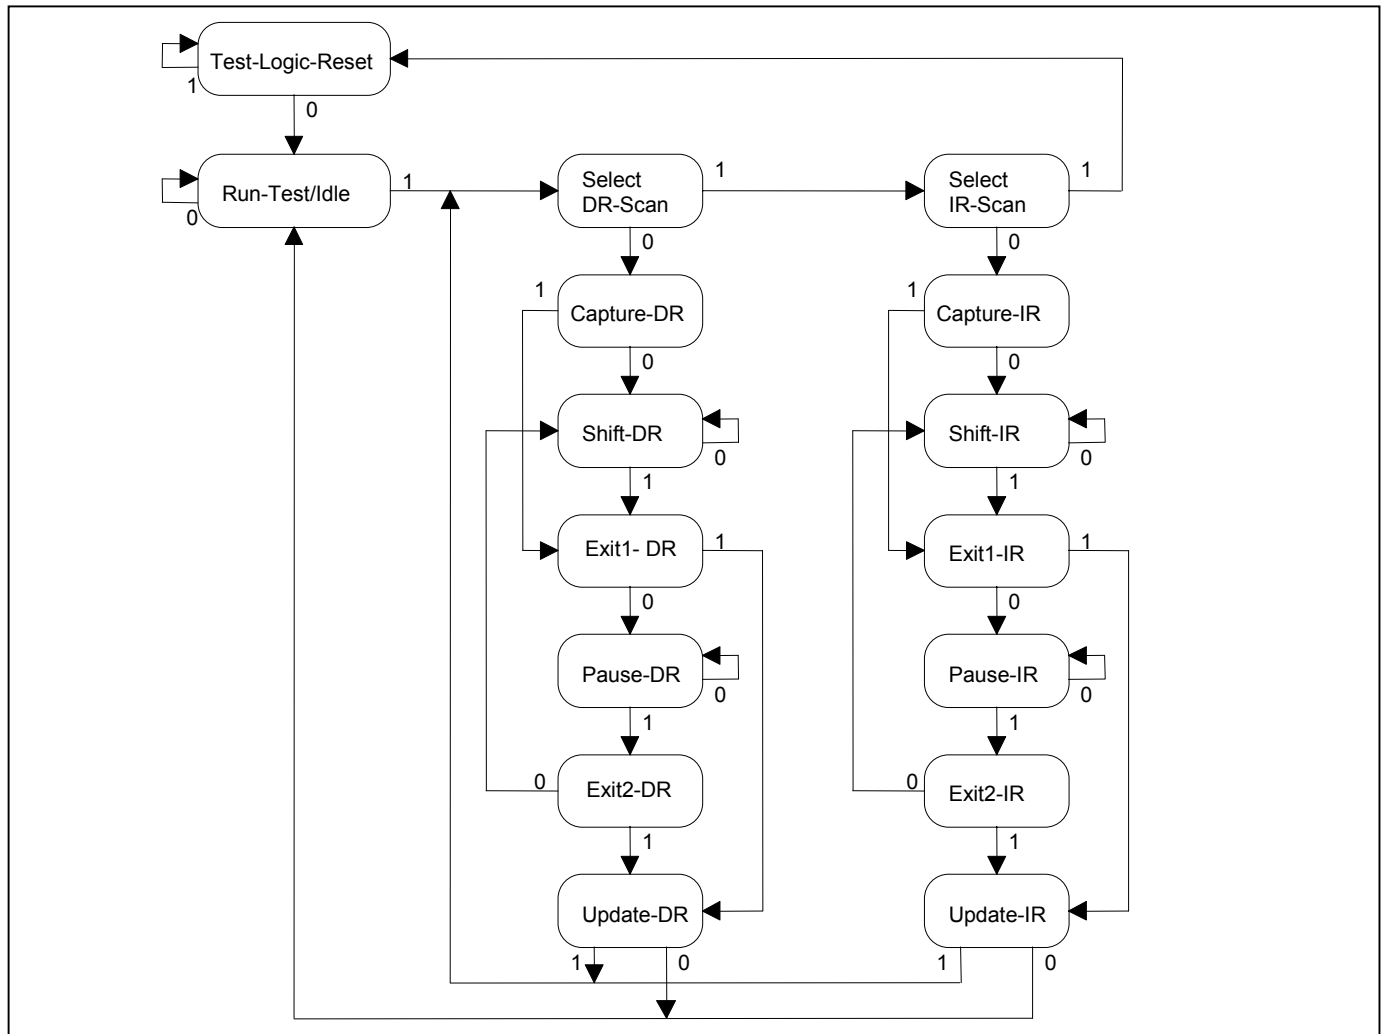 Test-Logic-Reset
1
0
Run-Test/Idle
0
1
Select
DR-Scan
1
0
Select
IR-Scan
1
0
1
Capture-DR
0
1
Capture-IR
0
Shift-DR
0
1
Shift-IR
0
1
Exit1- DR
1
0
Exit1-IR
1
0
Pause-DR
0
1
Pause-IR
0
1
0
Exit2-DR
1
0
Exit2-IR
1
Update-DR
1
0
Update-IR
1
0